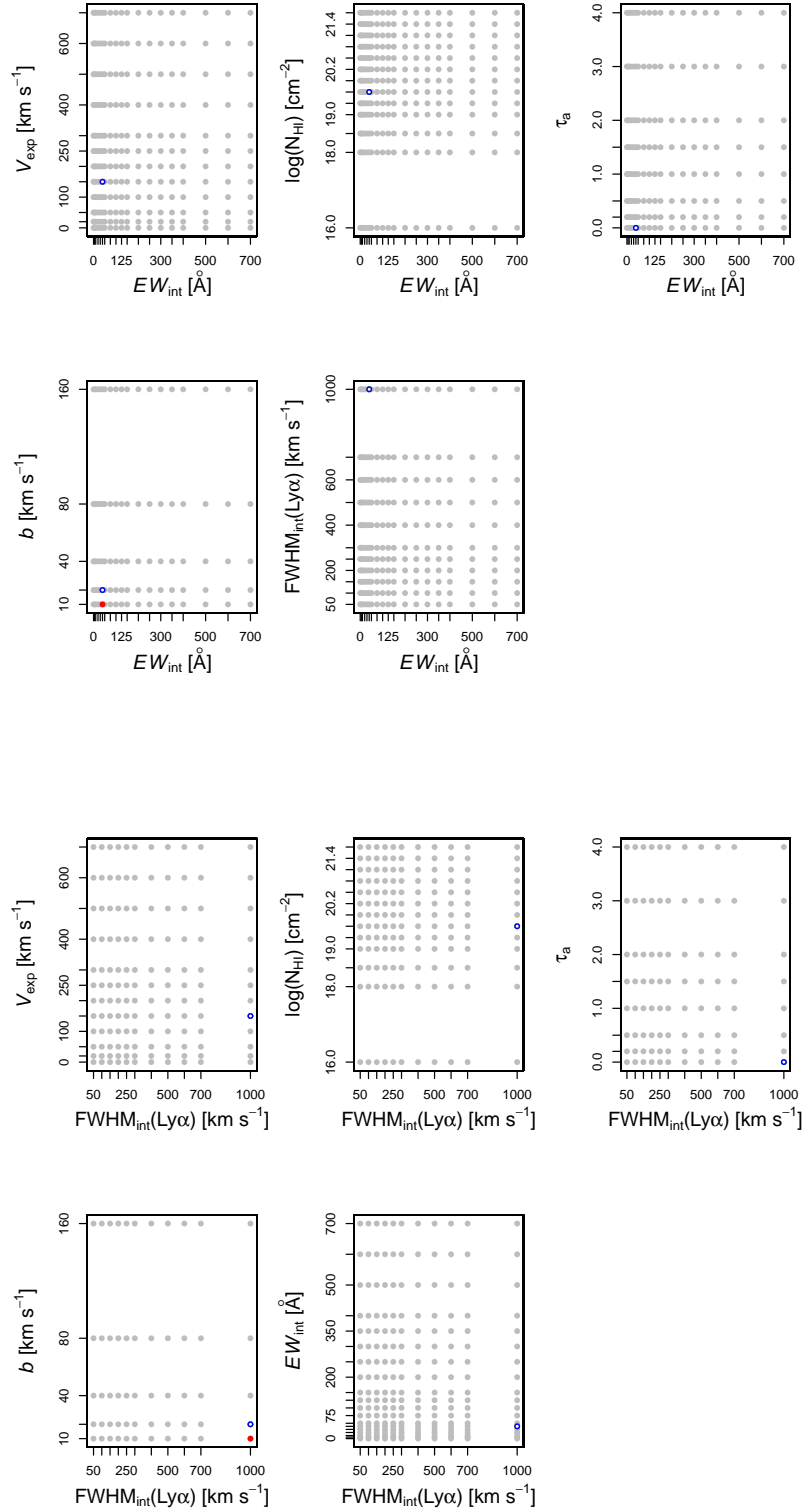 V_exp [km s⁻¹]
0 100 250 400 600
0 125 300 500 700
EW_int [Å]
log(N_HI) [cm⁻²]
16.0 18.0 19.0 20.2 21.4
0 125 300 500 700
EW_int [Å]
τ_a
0.0 1.0 2.0 3.0 4.0
0 125 300 500 700
EW_int [Å]
b [km s⁻¹]
10 40 80 160
0 125 300 500 700
EW_int [Å]
FWHM_int(Lyα) [km s⁻¹]
50 200 400 600 1000
0 125 300 500 700
EW_int [Å]
V_exp [km s⁻¹]
0 100 250 400 600
50 250 500 700 1000
FWHM_int(Lyα) [km s⁻¹]
log(N_HI) [cm⁻²]
16.0 18.0 19.0 20.2 21.4
50 250 500 700 1000
FWHM_int(Lyα) [km s⁻¹]
τ_a
0.0 1.0 2.0 3.0 4.0
50 250 500 700 1000
FWHM_int(Lyα) [km s⁻¹]
b [km s⁻¹]
10 40 80 160
50 250 500 700 1000
FWHM_int(Lyα) [km s⁻¹]
EW_int [Å]
0 75 200 350 500 700
50 250 500 700 1000
FWHM_int(Lyα) [km s⁻¹]